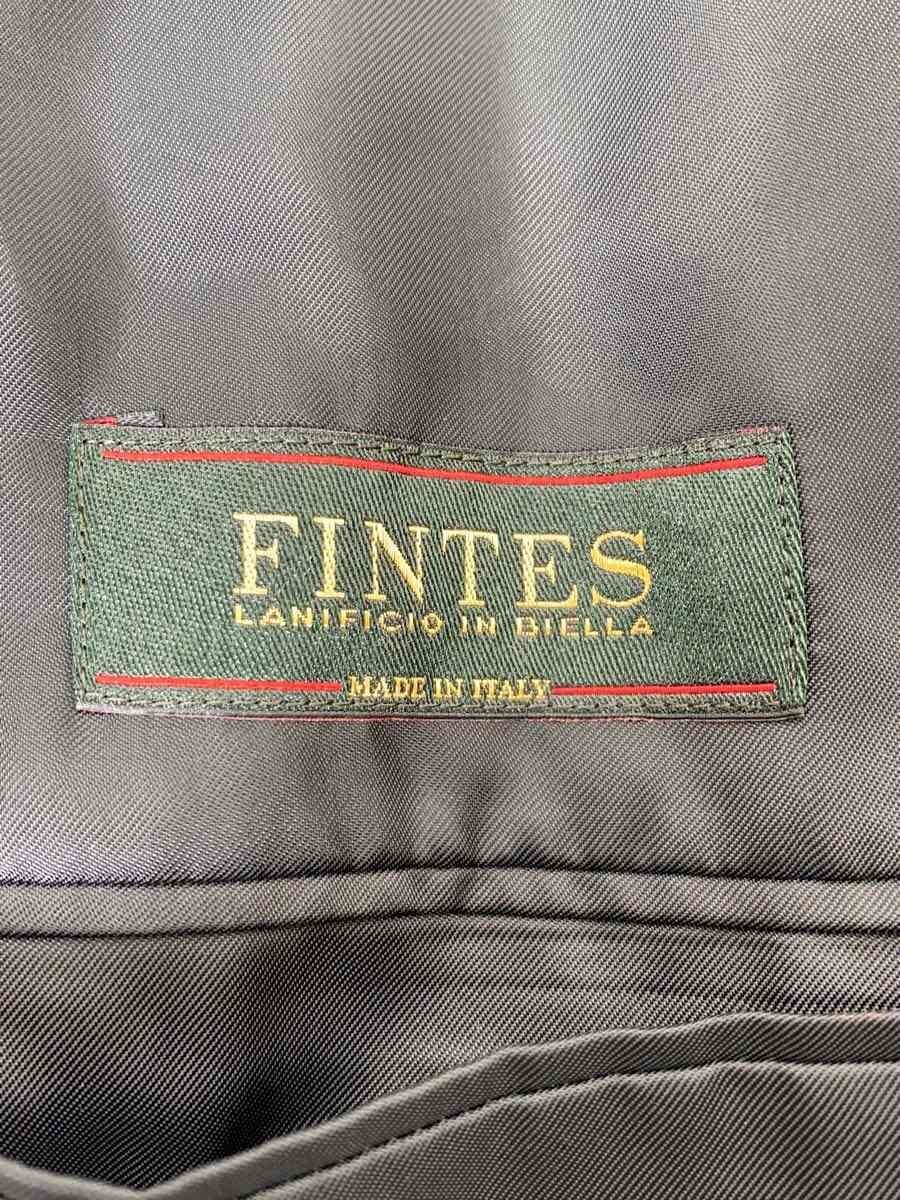 FINTES
LANIFICIO IN BIELLA
MADE IN ITALY